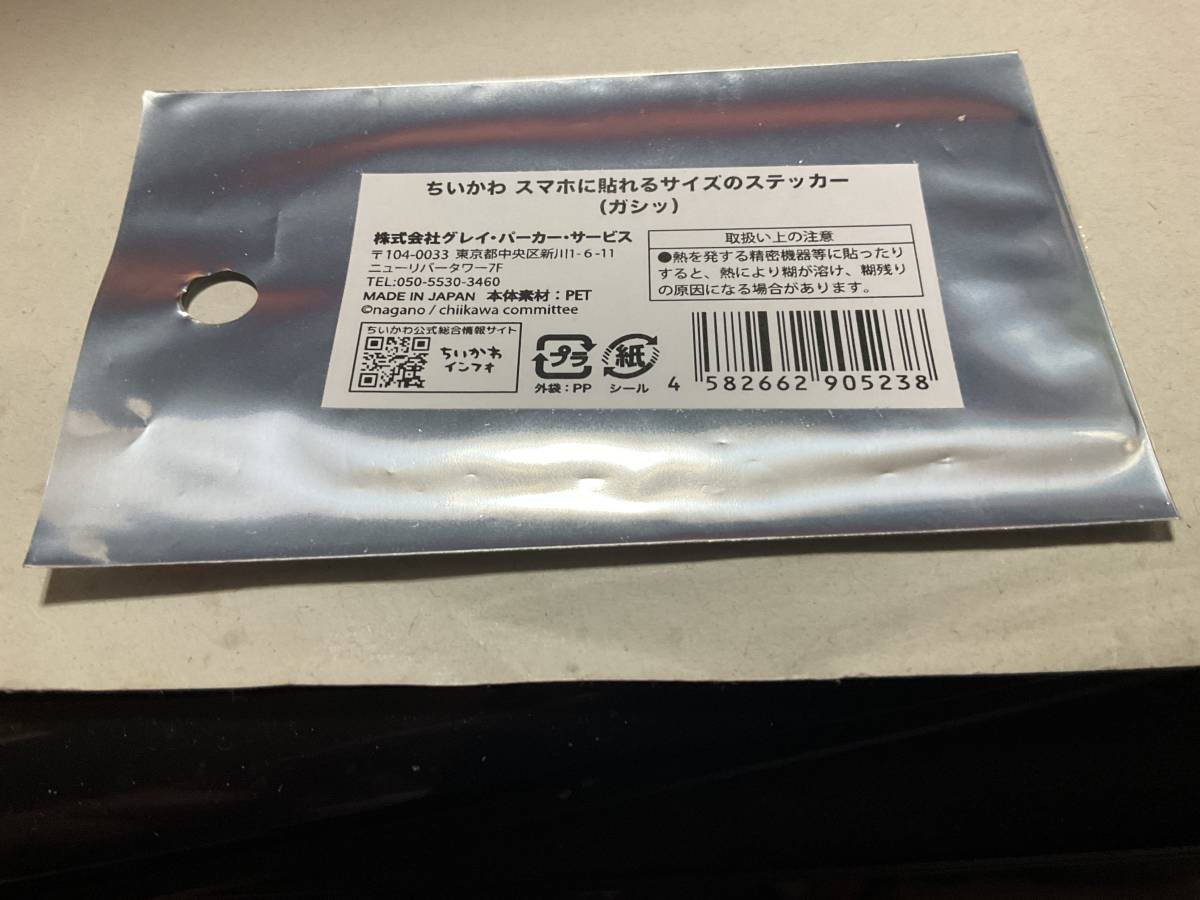 ちいかわ スマホに貼れるサイズのステッカー
(ガシッ)
株式会社グレイ・パーカー・サービス
〒104-0033 東京都中央区新川1-6-11
ニューリバータワー7F
TEL:050-5530-3460
MADE IN JAPAN 本体素材：PET
©nagano / chiikawa committee
取扱い上の注意
●熱を発する精密機器等に貼ったり
すると、熱により糊が溶け、糊残り
の原因になる場合があります。
ちいかわ公式総合情報サイト
ちいかわ
インフォ
プラ
外袋：PP
紙
シール
4 582662 905238